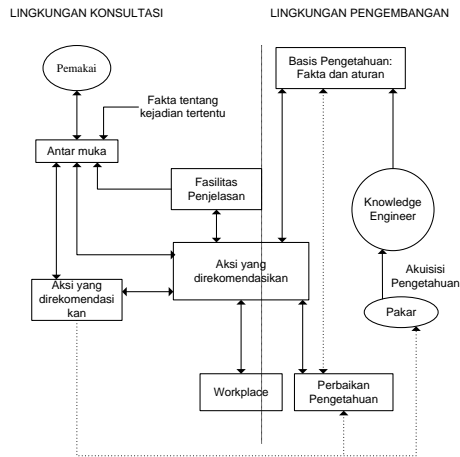 LINGKUNGAN KONSULTASI
LINGKUNGAN PENGEMBANGAN
Pemakai
Basis Pengetahuan:
Fakta dan aturan
Fakta tentang
kejadian tertentu
Antar muka
Fasilitas
Penjelasan
Knowledge
Engineer
Aksi yang
direkomendasikan
Akuisisi
Pengetahuan
Aksi yang
direkomendasi
kan
Pakar
Workplace
Perbaikan
Pengetahuan